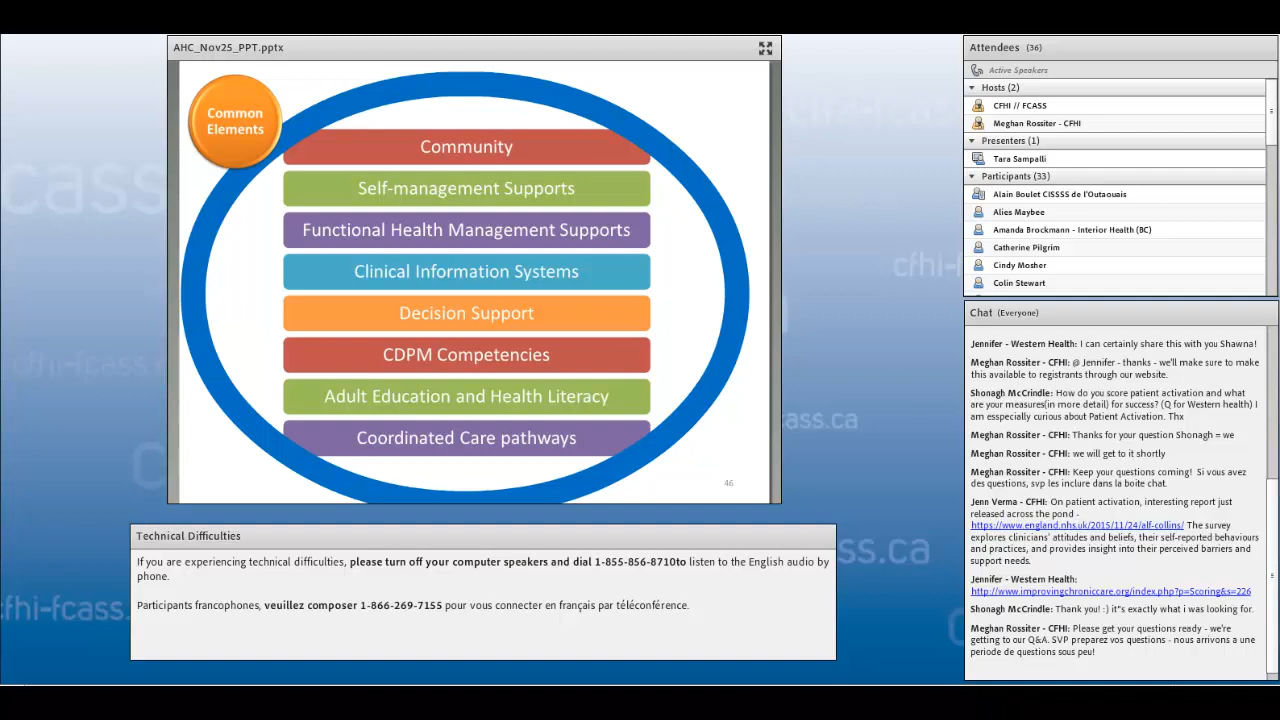 AHC_Nov25_PPT.pptx
Common
Elements
Community
Self-management Supports
Functional Health Management Supports
Clinical Information Systems
Decision Support
CDPM Competencies
Adult Education and Health Literacy
Coordinated Care pathways
46
Technical Difficulties
If you are experiencing technical difficulties, please turn off your computer speakers and dial 1-855-856-8710to listen to the English audio by
phone.
Participants francophones, veuillez composer 1-866-269-7155 pour vous connecter en français par téléconférence.
Attendees (36)
Active Speakers
Hosts (2)
CFHI // FCASS
Meghan Rossiter - CFHI
Presenters (1)
Tara Sampalli
Participants (33)
Alain Boulet CISSS de l'Outaouais
Alies Maybee
Amanda Brockmann - Interior Health (BC)
Catherine Pilgrim
Cindy Mosher
Colin Stewart
Chat (Everyone)
Jennifer - Western Health: I can certainly share this with you Shawna!
Meghan Rossiter - CFHI: @ Jennifer - thanks - we'll make sure to make
this available to registrants through our website.
Shonagh McCrindle: How do you score patient activation and what
are your measures(in more detail) for success? (Q for Western health) I
am esspecially curious about Patient Activation. Thx
Meghan Rossiter - CFHI: Thanks for your question Shonagh = we
Meghan Rossiter - CFHI: we will get to it shortly
Meghan Rossiter - CFHI: Keep your questions coming! Si vous avez
des questions, svp les inclure dans la boite chat.
Jenn Verma - CFHI: On patient activation, interesting report just
released across the pond -
https://www.england.nhs.uk/2015/11/24/alf-collins/ The survey
explores clinicians' attitudes and beliefs, their self-reported behaviours
and practices, and provides insight into their perceived barriers and
support needs.
Jennifer - Western Health:
http://www.improvingchroniccare.org/index.php?p=Scoring&s=226
Shonagh McCrindle: Thank you! :) it"s exactly what i was looking for.
Meghan Rossiter - CFHI: Please get your questions ready - we're
getting to our Q&A. SVP preparez vos questions - nous arrivons a une
periode de questions sous peu!
cass.
cfhi-f
ass.ca
cfhi-fcass.
ss.ca